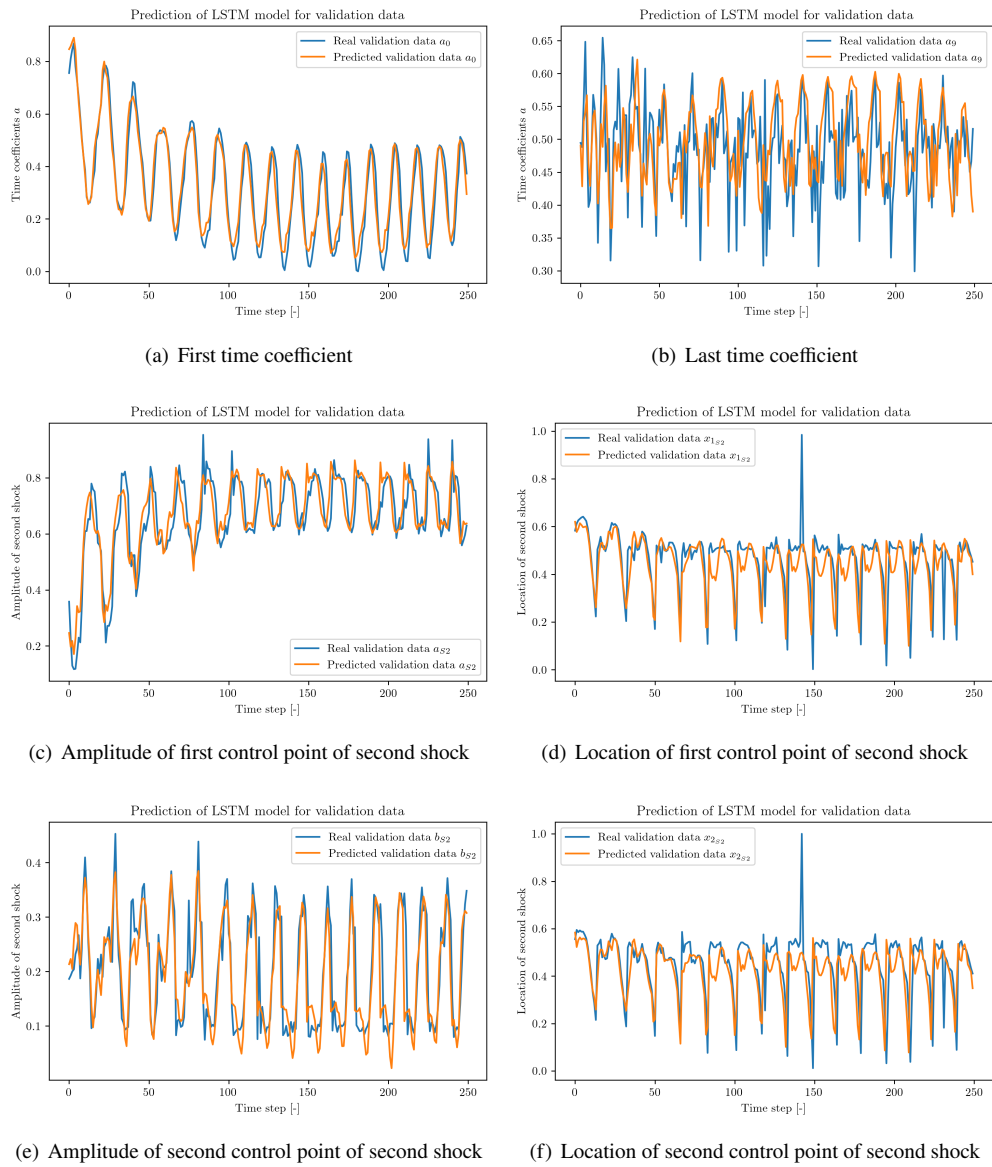 Prediction of LSTM model for validation data
Time coefficients a
0.8
0.6
0.4
0.2
0.0
Real validation data a0
Predicted validation data a0
0 50 100 150 200 250
Time step [-]
(a) First time coefficient
Prediction of LSTM model for validation data
Time coefficients a
0.65
0.60
0.55
0.50
0.45
0.40
0.35
0.30
Real validation data a9
Predicted validation data a9
0 50 100 150 200 250
Time step [-]
(b) Last time coefficient
Prediction of LSTM model for validation data
Amplitude of second shock
0.8
0.6
0.4
0.2
Real validation data aS2
Predicted validation data aS2
0 50 100 150 200 250
Time step [-]
(c) Amplitude of first control point of second shock
Prediction of LSTM model for validation data
Location of second shock
1.0
0.8
0.6
0.4
0.2
0.0
Real validation data x1S2
Predicted validation data x1S2
0 50 100 150 200 250
Time step [-]
(d) Location of first control point of second shock
Prediction of LSTM model for validation data
Amplitude of second shock
0.4
0.3
0.2
0.1
Real validation data bS2
Predicted validation data bS2
0 50 100 150 200 250
Time step [-]
(e) Amplitude of second control point of second shock
Prediction of LSTM model for validation data
Location of second shock
1.0
0.8
0.6
0.4
0.2
0.0
Real validation data x2S2
Predicted validation data x2S2
0 50 100 150 200 250
Time step [-]
(f) Location of second control point of second shock